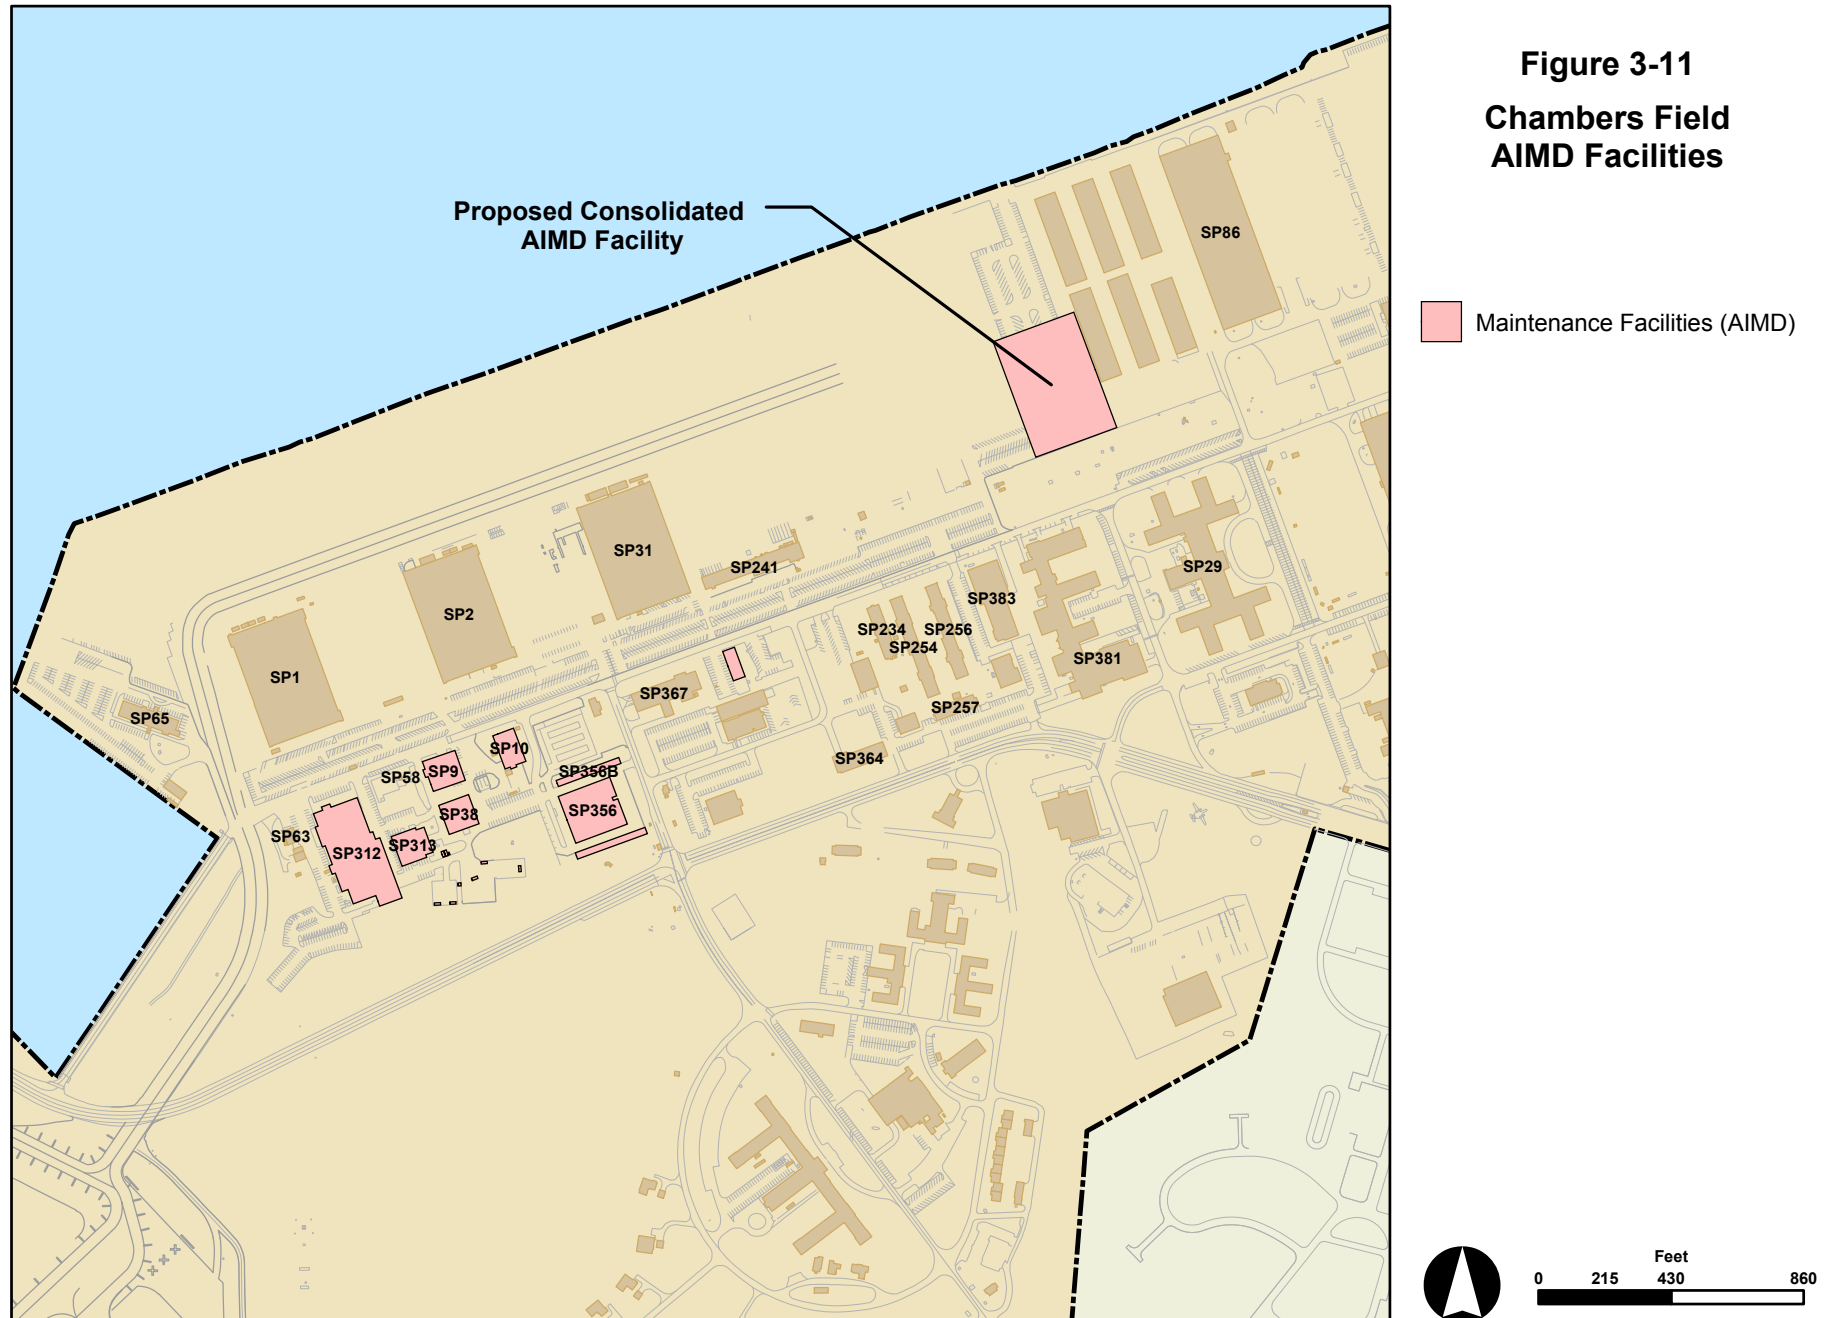 Figure 3-11
Chambers Field
AIMD Facilities
Proposed Consolidated
AIMD Facility
Maintenance Facilities (AIMD)
SP86
SP31
SP241
SP29
SP2
SP383
SP234
SP256
SP254
SP381
SP1
SP367
SP65
SP257
SP10
SP364
SP58
SP9
SP356B
SP38
SP356
SP63
SP313
SP312
Feet
0 215 430 860